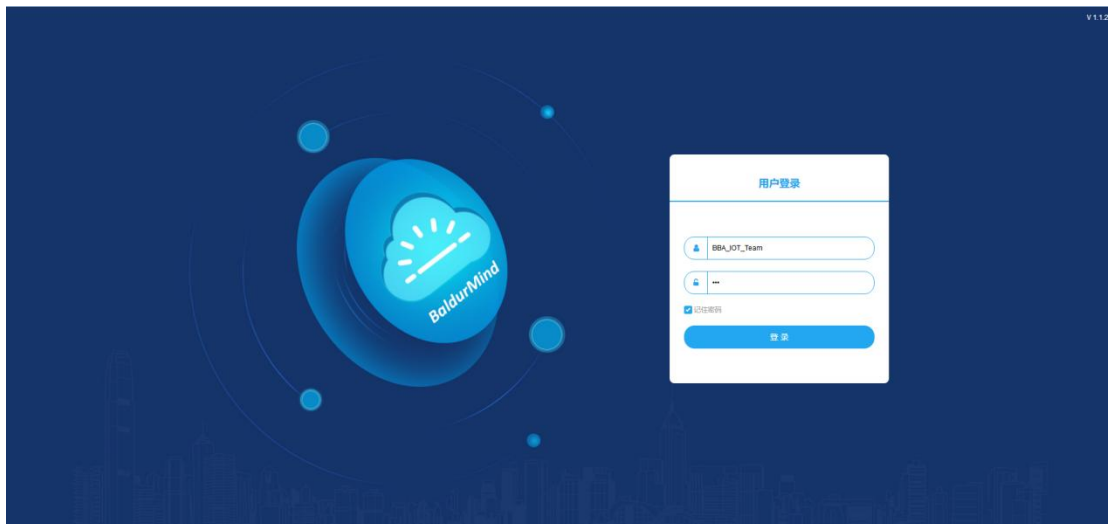 V 1.1.2
BaldurMind
用户登录
BBA_IOT_Team
•••
记住密码
登 录